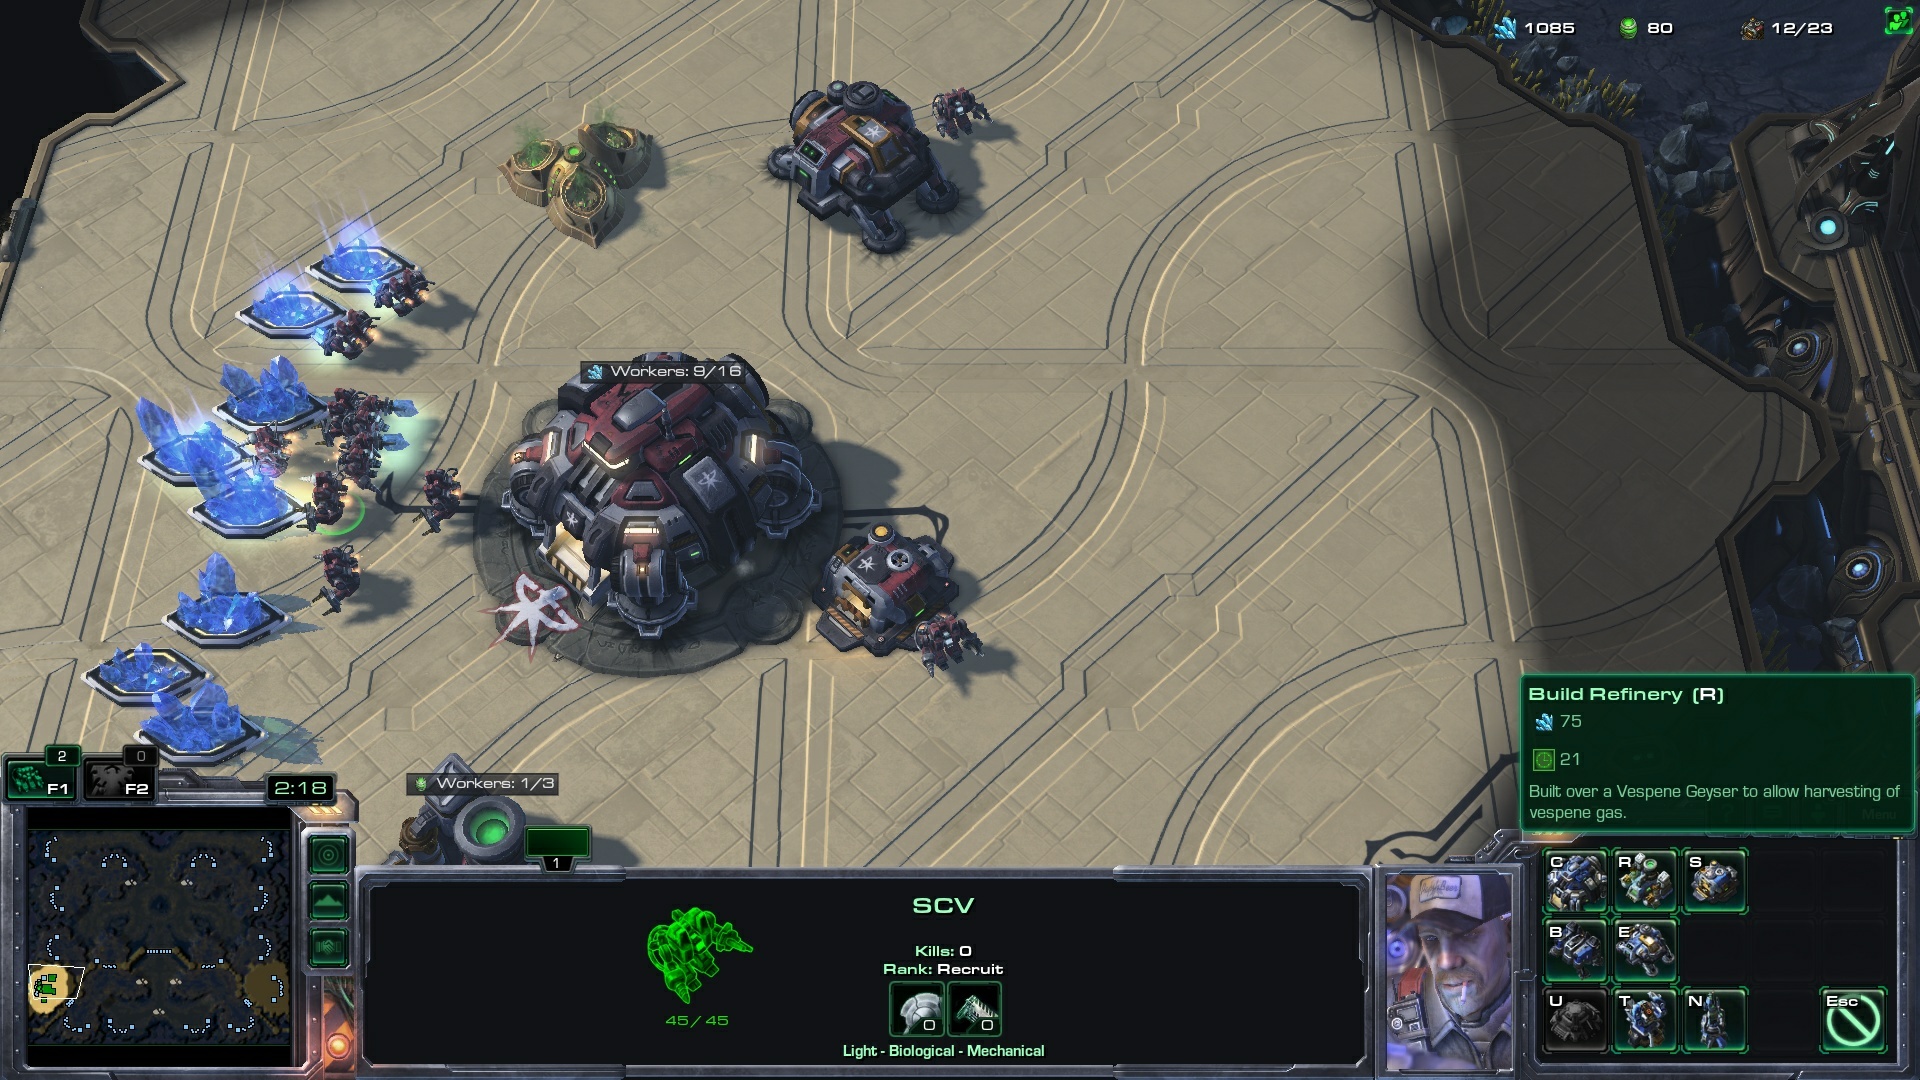 1085
80
12/23
Workers: 9/16
Build Refinery (R)
75
21
Built over a Vespene Geyser to allow harvesting of
vespene gas.
2
F1
0
F2
2:18
Workers: 1/3
1
SCV
Kills: 0
Rank: Recruit
45/45
0
0
Light - Biological - Mechanical
C
R
S
B
E
U
T
N
Esc